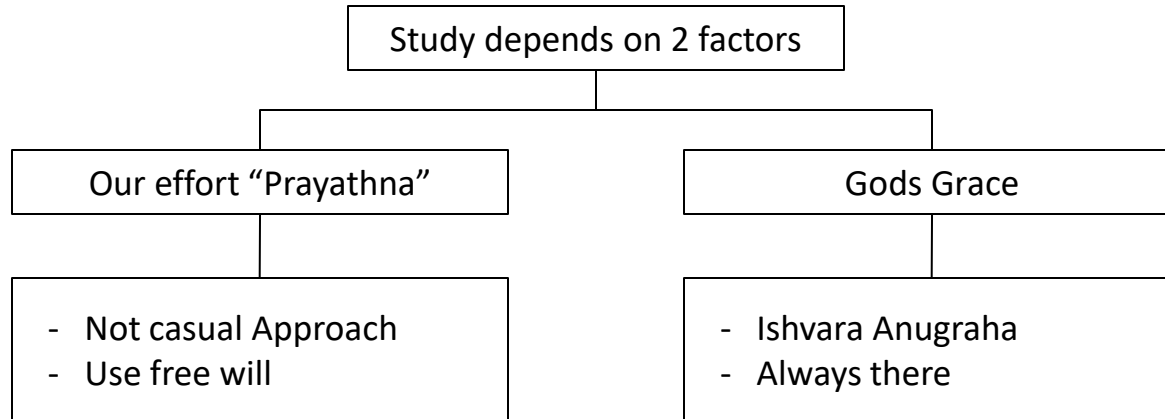 Study depends on 2 factors
Our effort “Prayathna”
Gods Grace
- Not casual Approach
- Use free will
- Ishvara Anugraha
- Always there